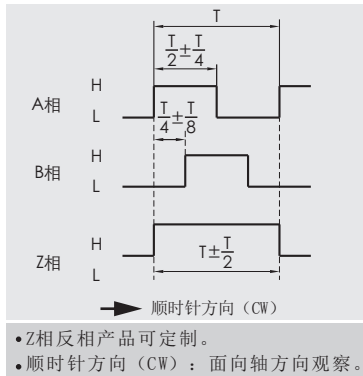 T
T/2±T/4
H
A相
L
T/4±T/8
H
B相
L
H
T±T/2
Z相
L
顺时针方向（CW）
•Z相反相产品可定制。
•顺时针方向（CW）：面向轴方向观察。